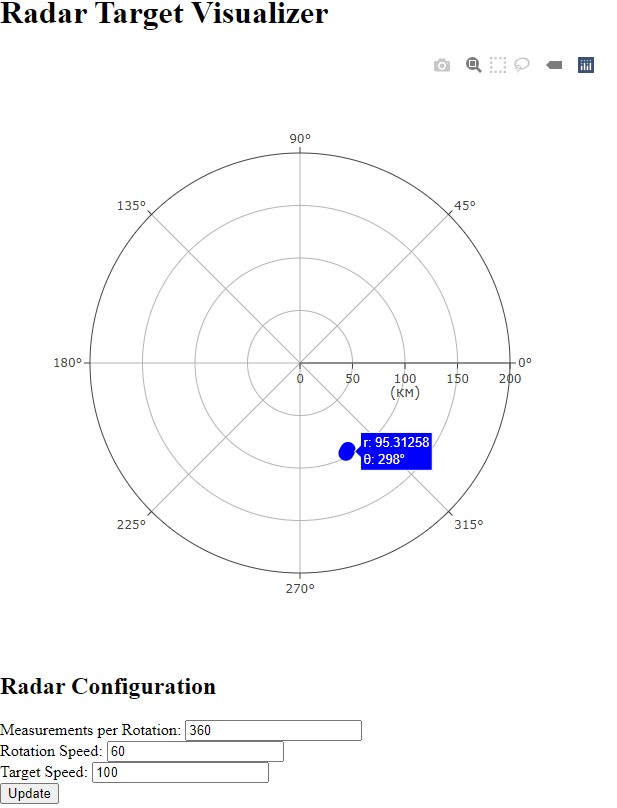 Radar Target Visualizer
90°
135°
45°
180°
0°
0
50
100
150
200
(км)
r: 95.31258
θ: 298°
225°
315°
270°
Radar Configuration
Measurements per Rotation: 360
Rotation Speed: 60
Target Speed: 100
Update